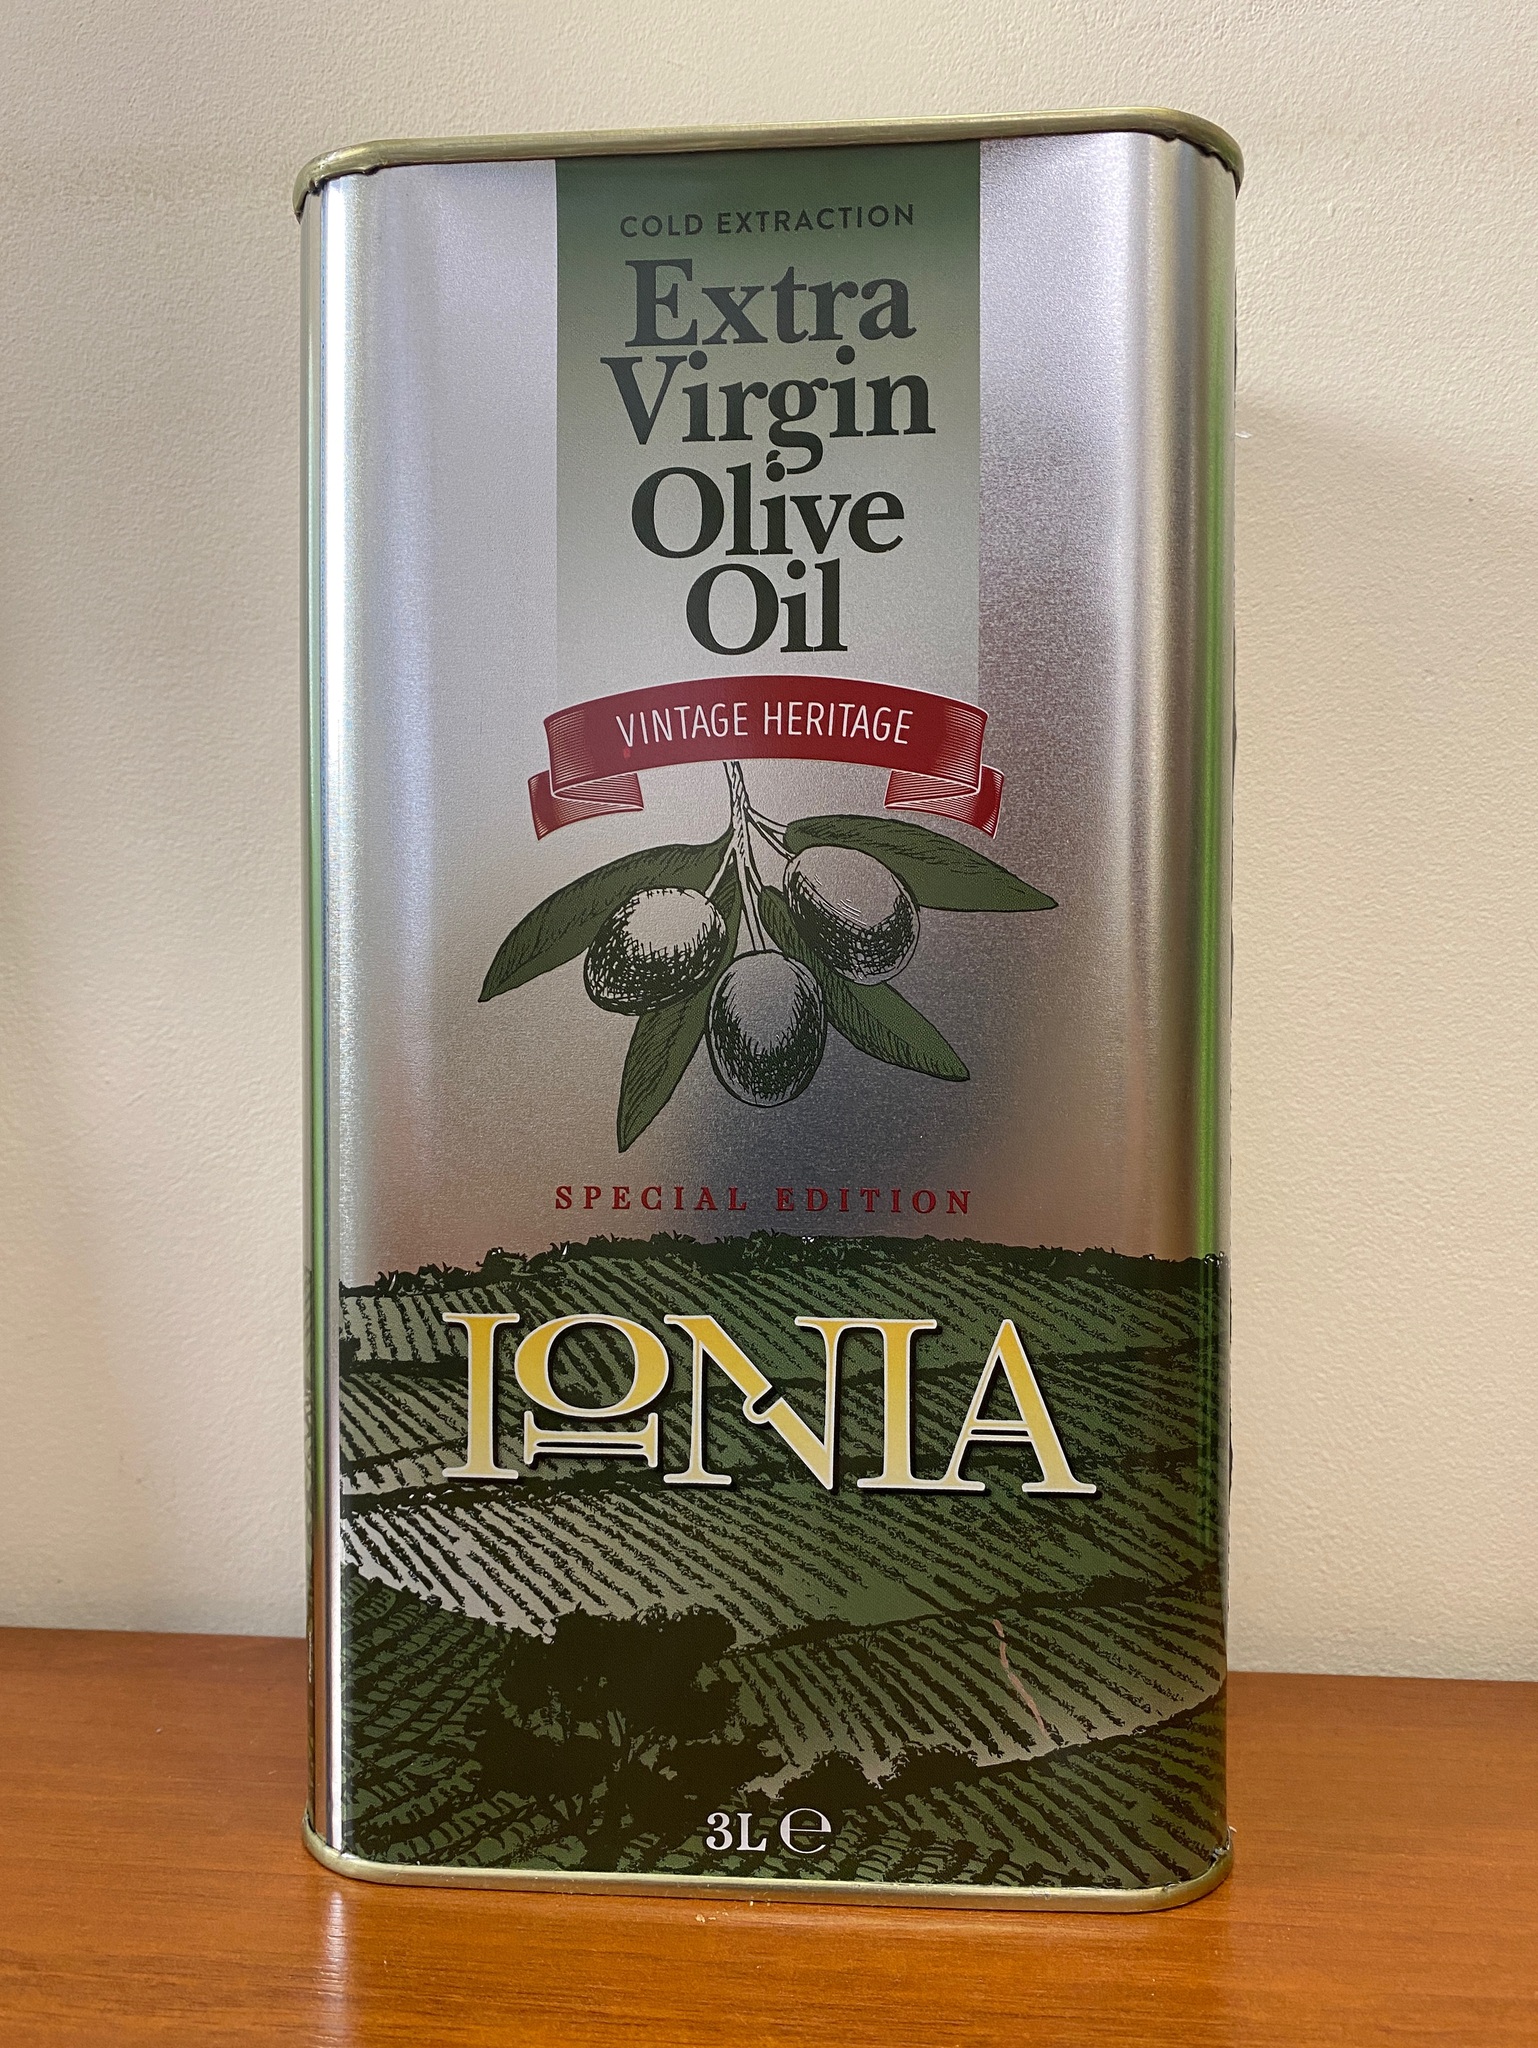 COLD EXTRACTION
Extra
Virgin
Olive
Oil
VINTAGE HERITAGE
SPECIAL EDITION
IONIA
3L ℮